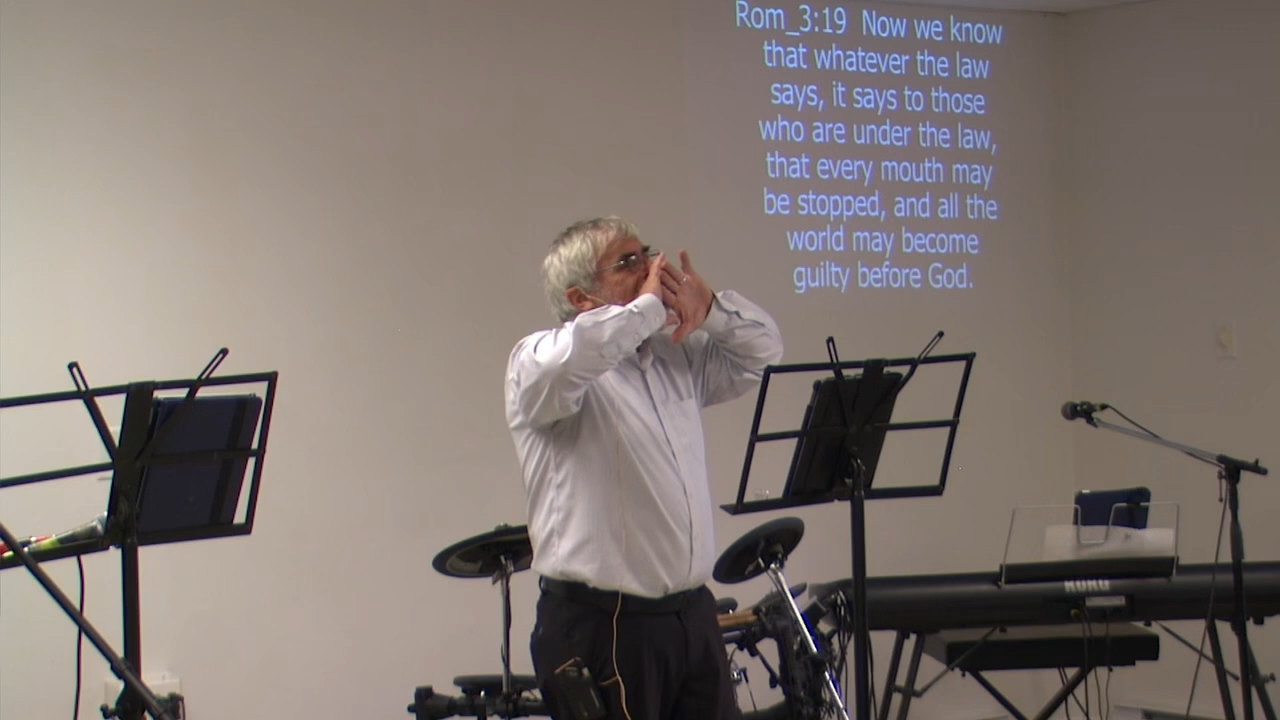 Rom_3:19 Now we know
that whatever the law
says, it says to those
who are under the law,
that every mouth may
be stopped, and all the
world may become
guilty before God.
KORG